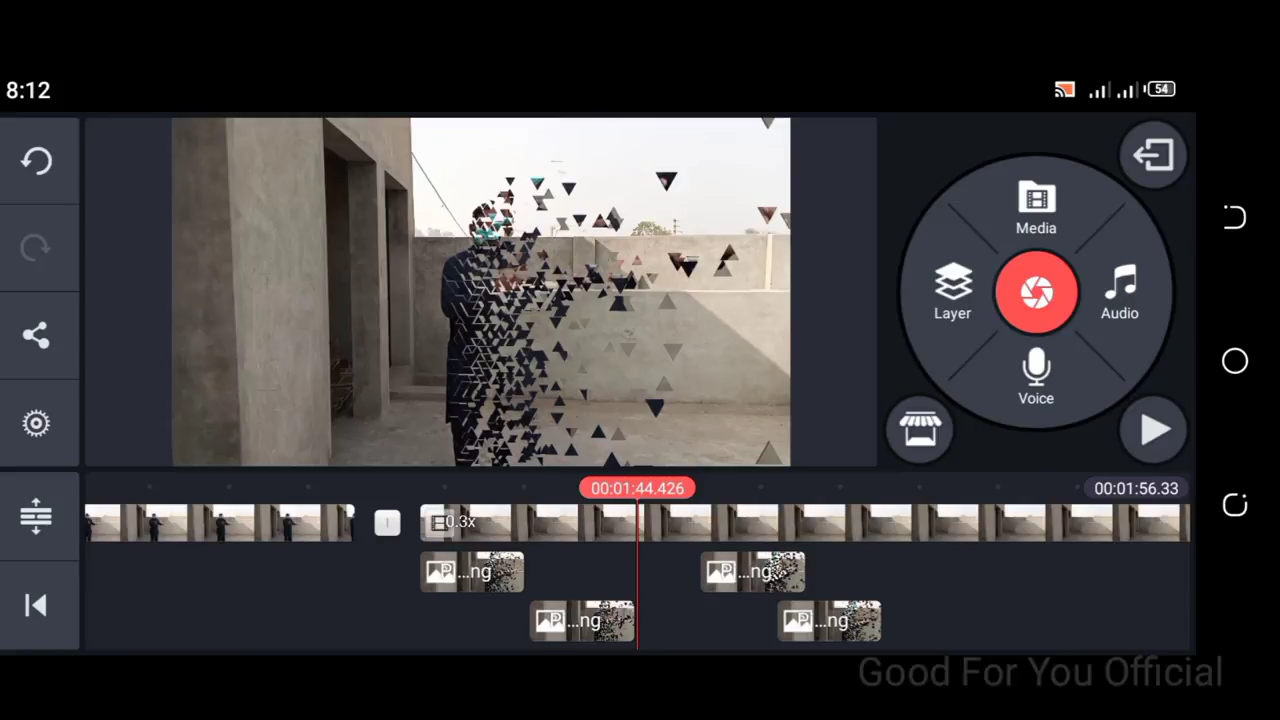 8:12
54
Media
Layer
Audio
Voice
00:01:44.426
00:01:56.33
0.3x
...ng
...ng
...ng
...ng
Good For You Official